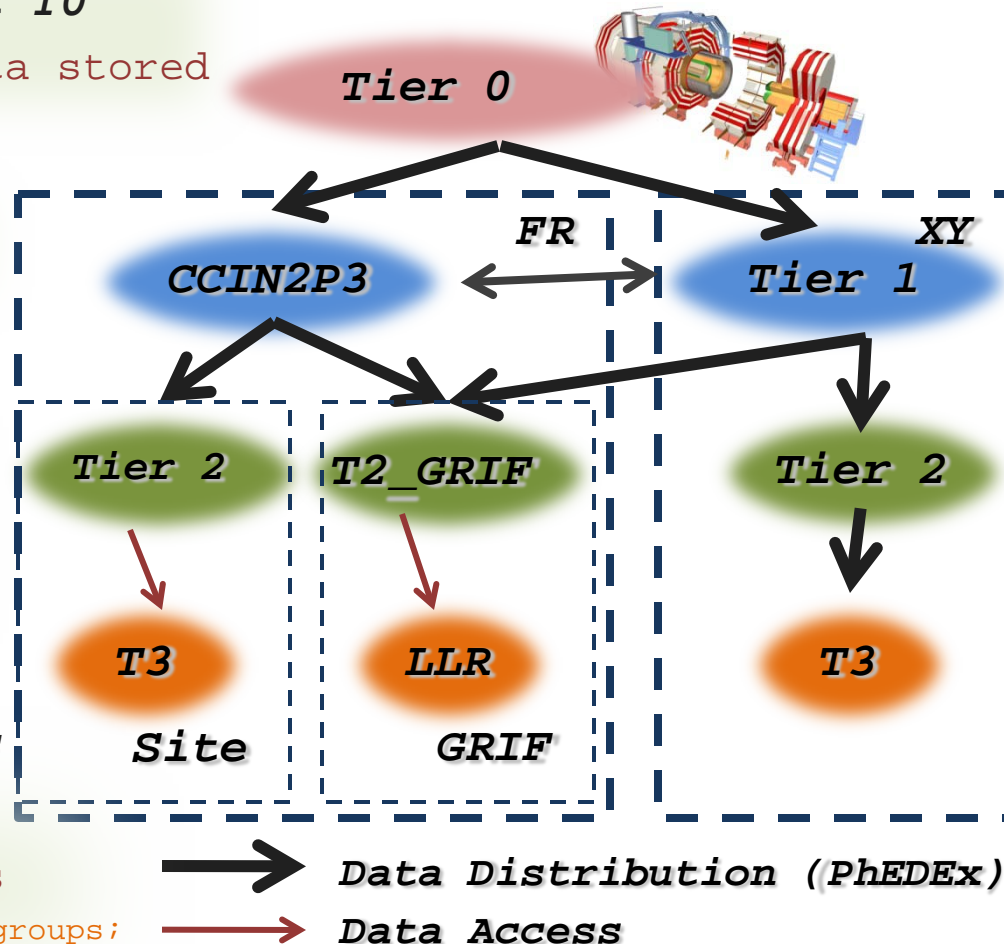 10
stored
Tier 0
FR
XY
CCIN2P3
Tier 1
Tier 2
T2_GRIF
Tier 2
T3
LLR
T3
Site
GRIF
Data Distribution (PhEDEx)
groups;
Data Access